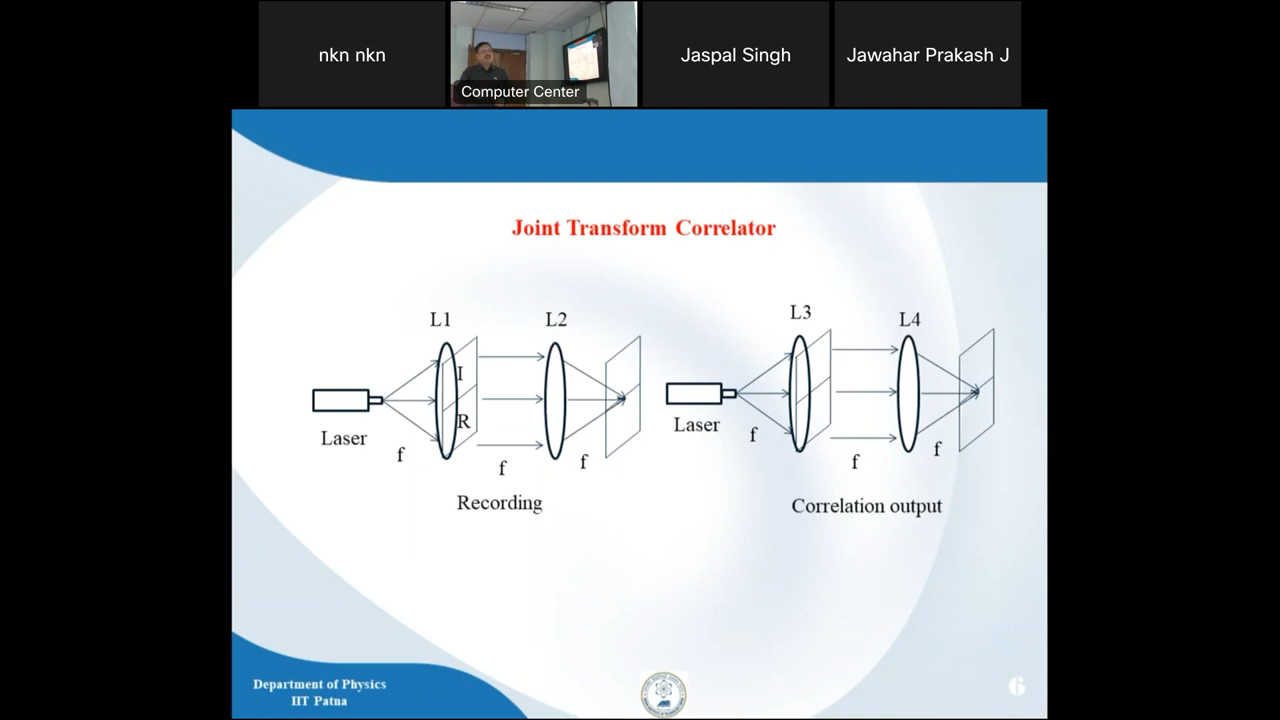 nkn nkn
Computer Center
Jaspal Singh
Jawahar Prakash J
Joint Transform Correlator
L1
L2
I
R
Laser
f
f
f
Recording
L3
L4
Laser
f
f
f
Correlation output
Department of Physics
IIT Patna
6